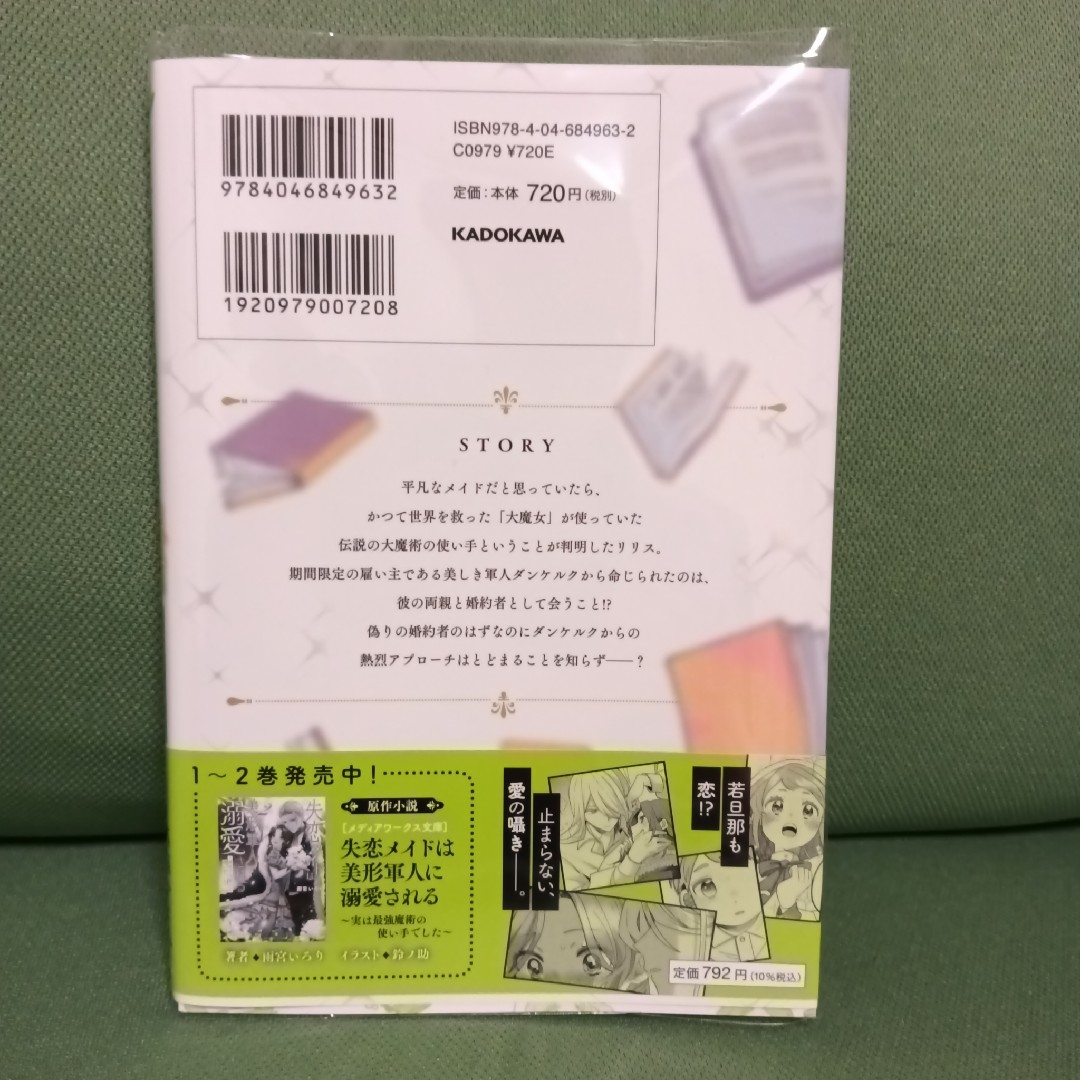 9784046849632
ISBN978-4-04-684963-2
C0979 ¥720E
定価:本体 720円(税別)
KADOKAWA
1920979007208
STORY
平凡なメイドだと思っていたら、
かつて世界を救った「大魔女」が使っていた
伝説の大魔術の使い手ということが判明したリリス。
期間限定の雇い主である美しき軍人ダンケルクから命じられたのは、
彼の両親と婚約者として会うこと!?
偽りの婚約者のはずなのにダンケルクからの
熱烈アプローチはとどまることを知らず――?
1~2巻発売中!
原作小説
[メディアワークス文庫]
失恋メイドは
美形軍人に
溺愛される
~実は最強魔術の
使い手でした~
著者◆雨宮いろり イラスト◆鈴ノ助
失恋
溺愛
若旦那も
恋!?
止まらない、
愛の囁き――。
定価792円(10%税込)